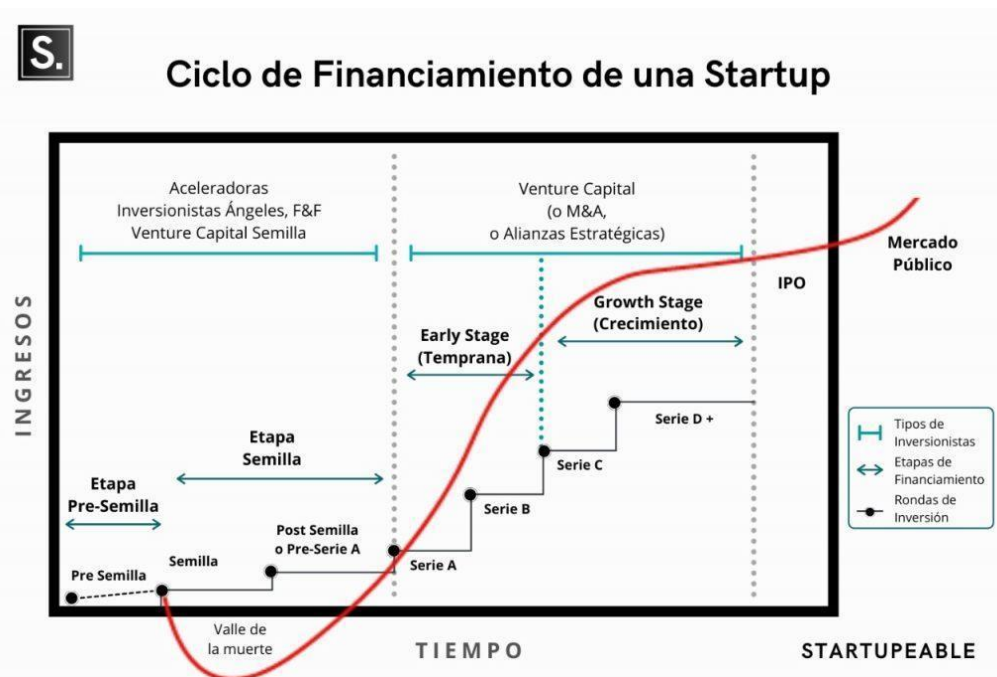 S.
Ciclo de Financiamiento de una Startup
Aceleradoras
Inversionistas Ángeles, F&F
Venture Capital Semilla
Venture Capital
(o M&A,
o Alianzas Estratégicas)
Mercado
Público
IPO
Growth Stage
(Crecimiento)
Early Stage
(Temprana)
INGRESOS
Serie D +
Etapa
Semilla
Serie C
Etapa
Pre-Semilla
Serie B
Post Semilla
o Pre-Serie A
Semilla
Serie A
Pre Semilla
Tipos de
Inversionistas
Etapas de
Financiamiento
Rondas de
Inversión
Valle de
la muerte
TIEMPO
STARTUPEABLE